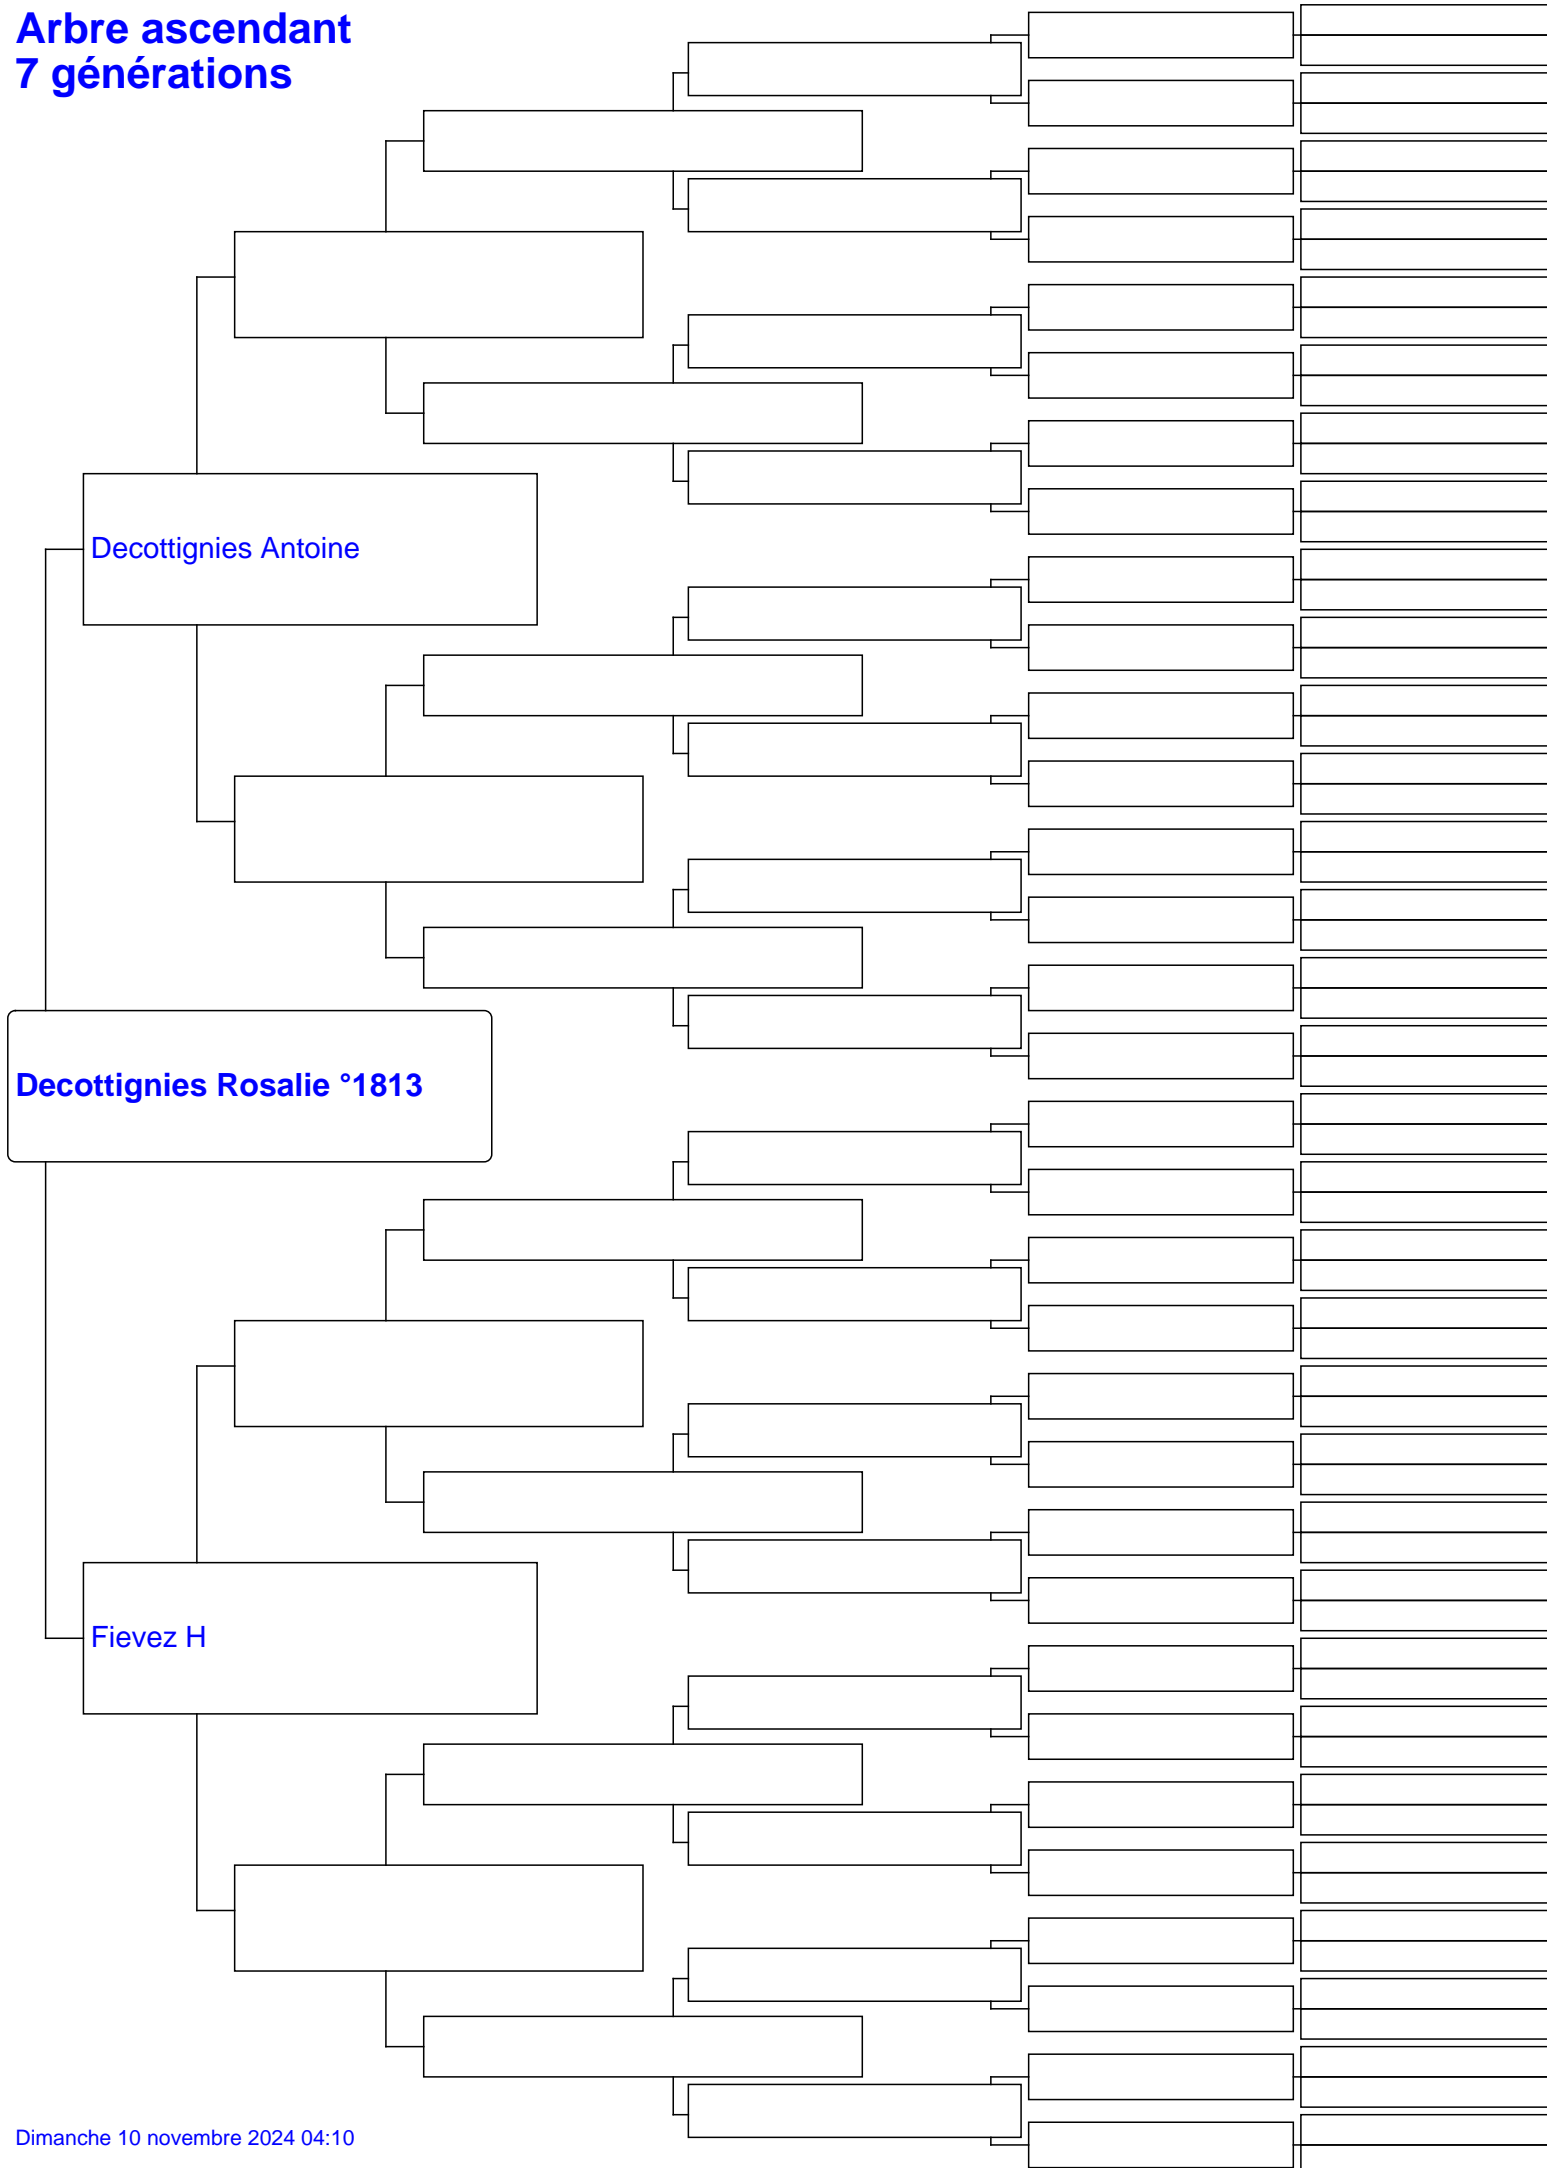 Arbre ascendant
7 générations
Decottignies Antoine
Decottignies Rosalie °1813
Fievez H
Dimanche 10 novembre 2024 04:10